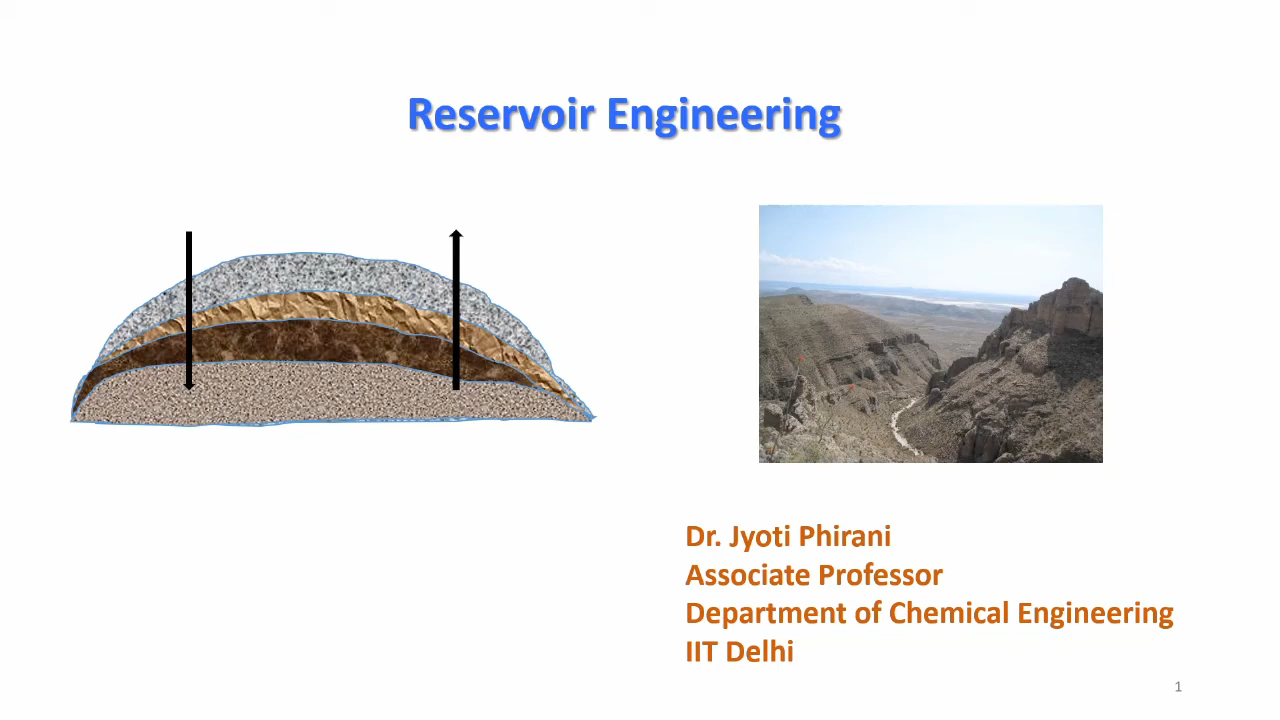 Reservoir Engineering
Dr. Jyoti Phirani
Associate Professor
Department of Chemical Engineering
IIT Delhi
1